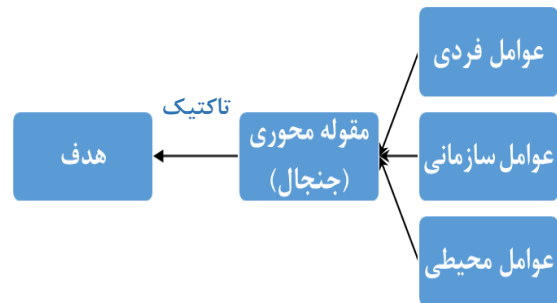 عوامل فردی
تاکتیک
عوامل سازمانی
مقوله محوری
(جنجال)
هدف
عوامل محیطی